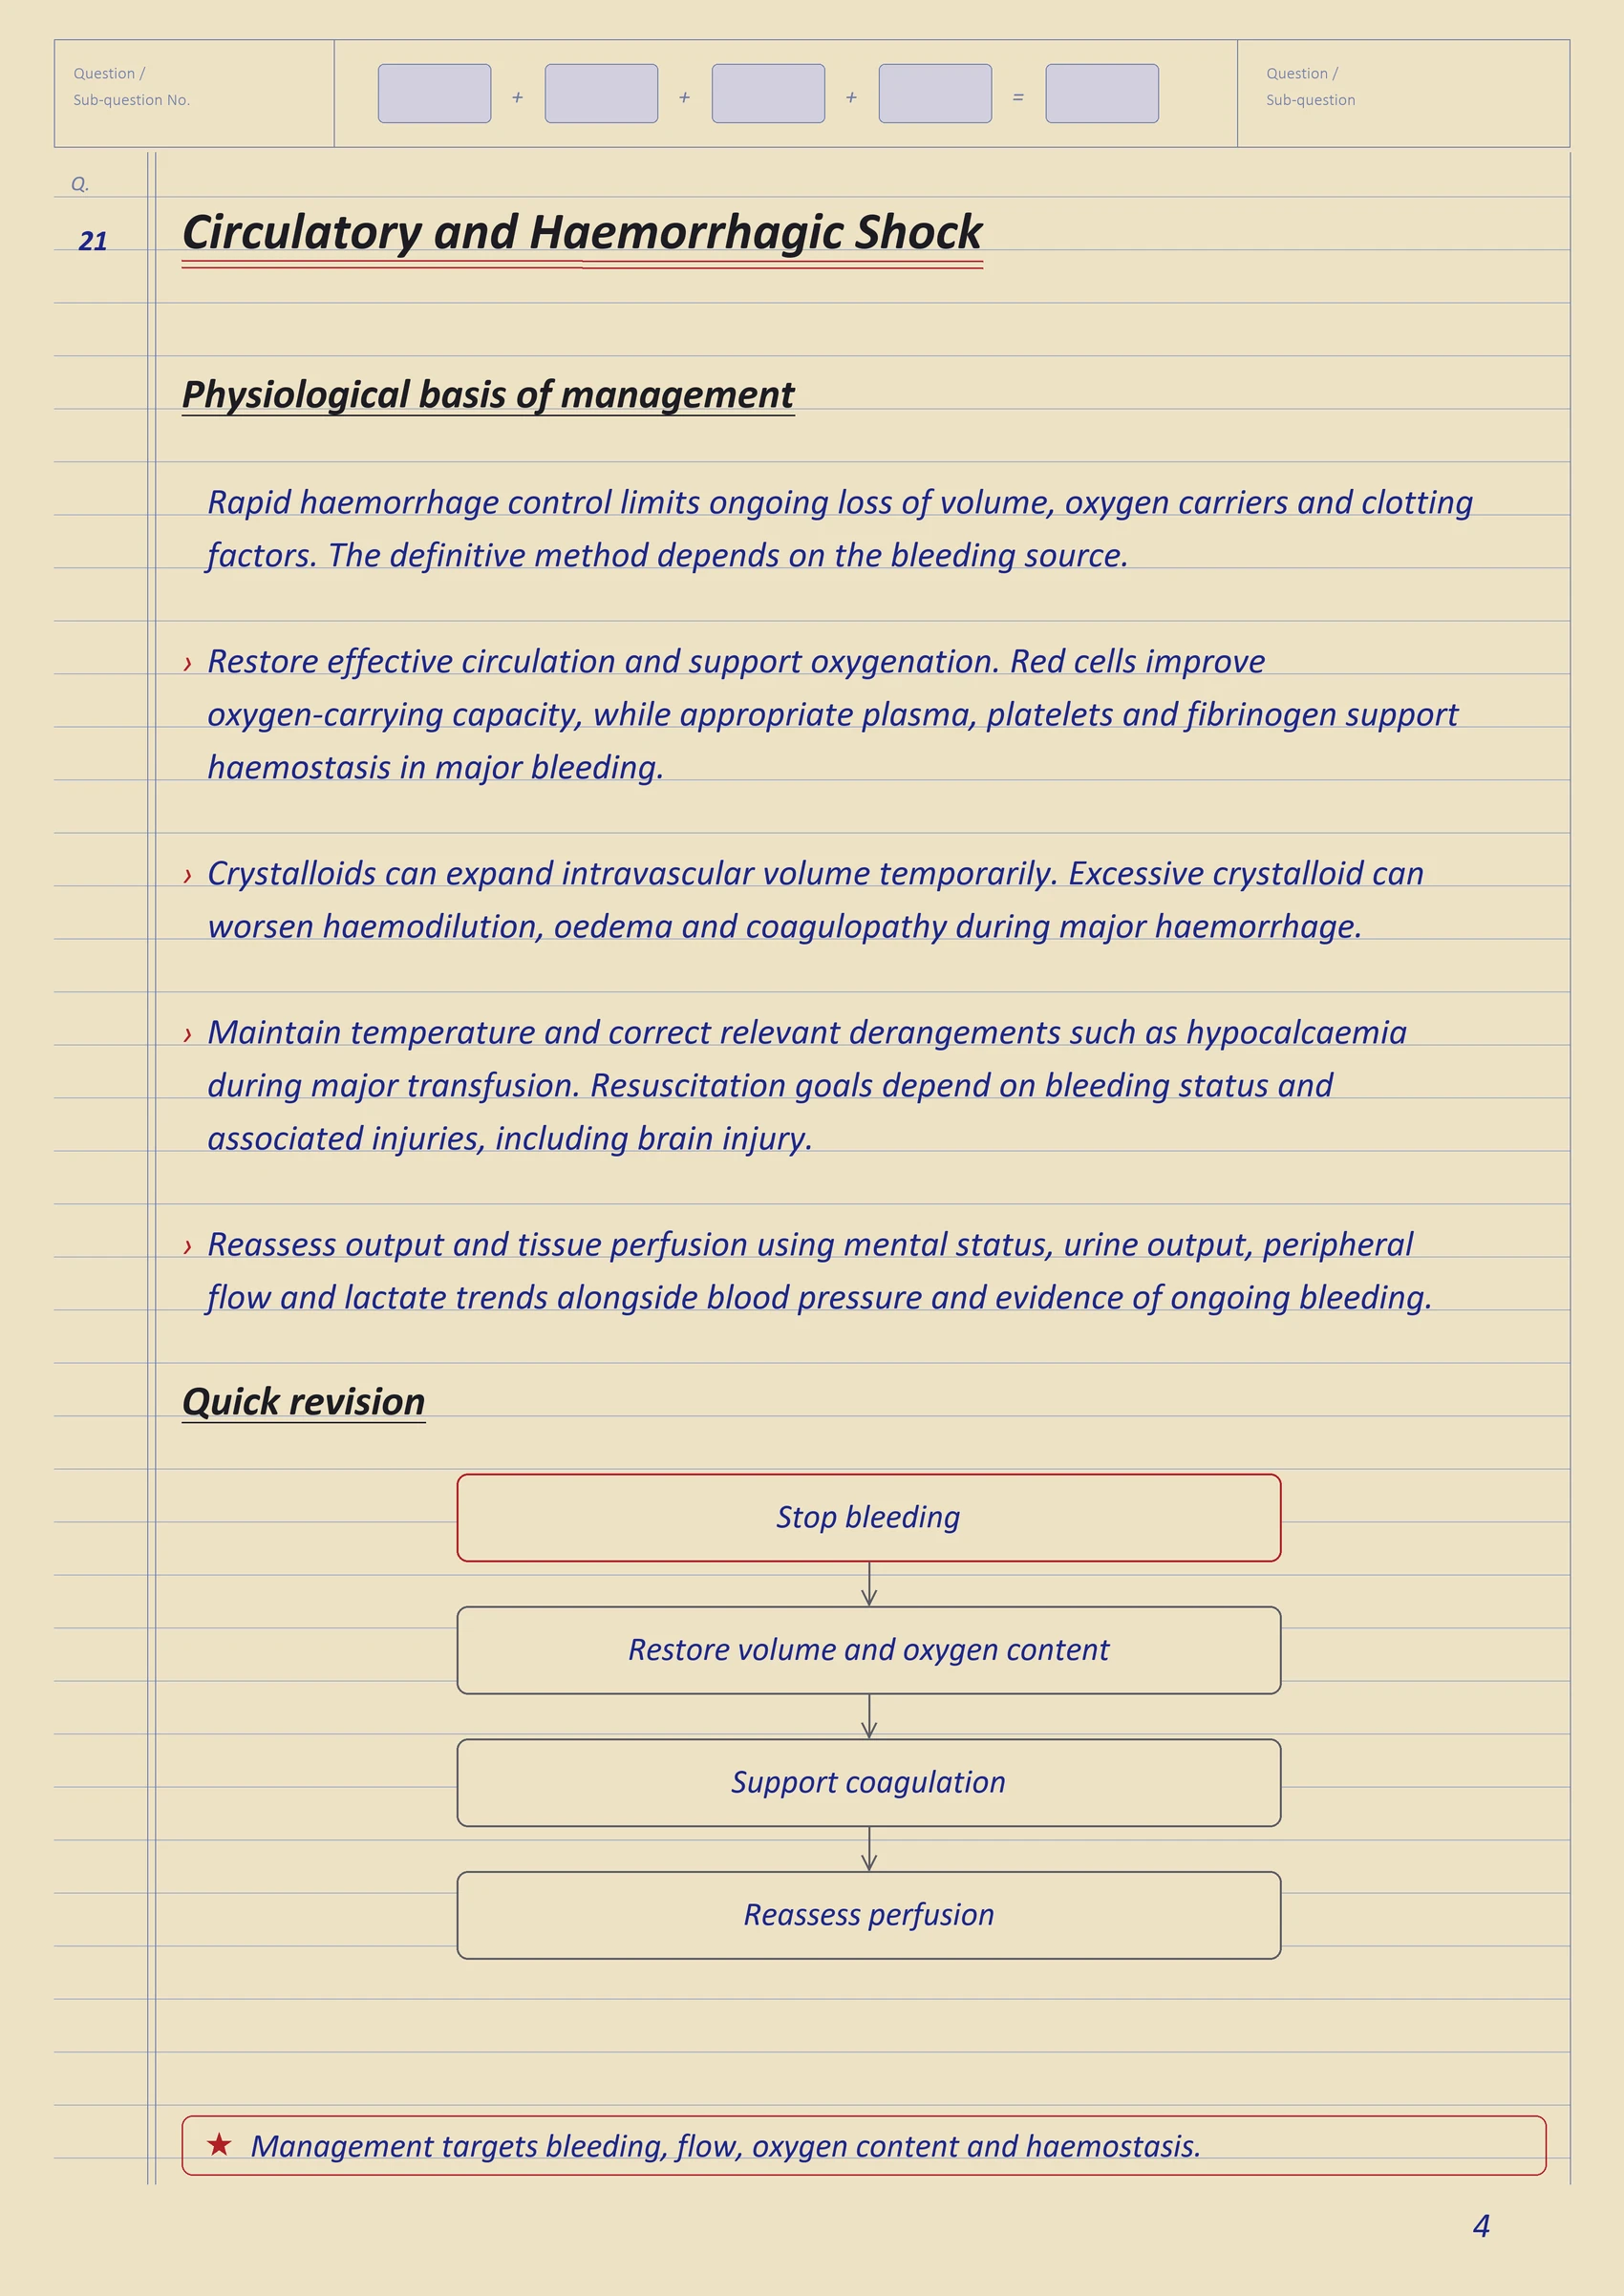 Question /
Sub-question No.
+ + + + =
Question /
Sub-question
Q.
21
Circulatory and Haemorrhagic Shock
Physiological basis of management
Rapid haemorrhage control limits ongoing loss of volume, oxygen carriers and clotting
factors. The definitive method depends on the bleeding source.
› Restore effective circulation and support oxygenation. Red cells improve
oxygen-carrying capacity, while appropriate plasma, platelets and fibrinogen support
haemostasis in major bleeding.
› Crystalloids can expand intravascular volume temporarily. Excessive crystalloid can
worsen haemodilution, oedema and coagulopathy during major haemorrhage.
› Maintain temperature and correct relevant derangements such as hypocalcaemia
during major transfusion. Resuscitation goals depend on bleeding status and
associated injuries, including brain injury.
› Reassess output and tissue perfusion using mental status, urine output, peripheral
flow and lactate trends alongside blood pressure and evidence of ongoing bleeding.
Quick revision
Stop bleeding
Restore volume and oxygen content
Support coagulation
Reassess perfusion
★ Management targets bleeding, flow, oxygen content and haemostasis.
4